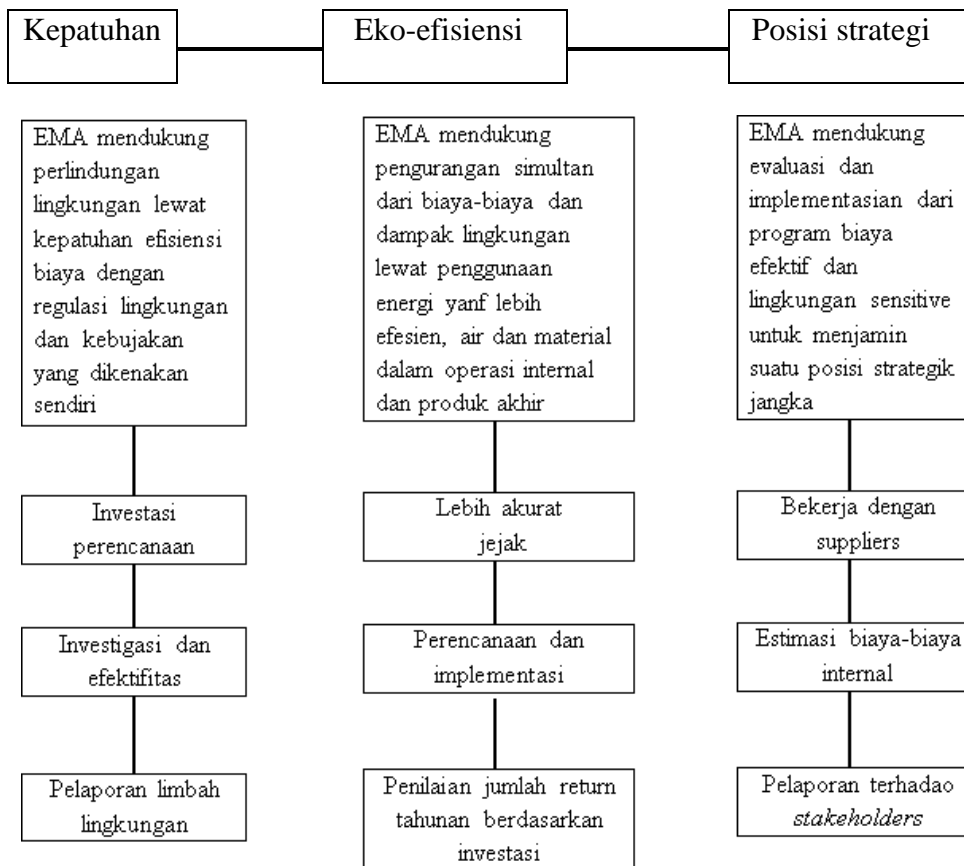 Kepatuhan
Eko-efisiensi
Posisi strategi
EMA mendukung
perlindungan
lingkungan lewat
kepatuhan efisiensi
biaya dengan
regulasi lingkungan
dan kebujakan
yang dikenakan
sendiri
EMA mendukung
pengurangan simultan
dari biaya-biaya dan
dampak lingkungan
lewat penggunaan
energi yanf lebih
efesien, air dan material
dalam operasi internal
dan produk akhir
EMA mendukung
evaluasi dan
implementasian dari
program biaya
efektif dan
lingkungan sensitive
untuk menjamin
suatu posisi strategik
jangka
Investasi
perencanaan
Lebih akurat
jejak
Bekerja dengan
suppliers
Investigasi dan
efektifitas
Perencanaan dan
implementasi
Estimasi biaya-biaya
internal
Pelaporan limbah
lingkungan
Penilaian jumlah return
tahunan berdasarkan
investasi
Pelaporan terhadao
stakeholders